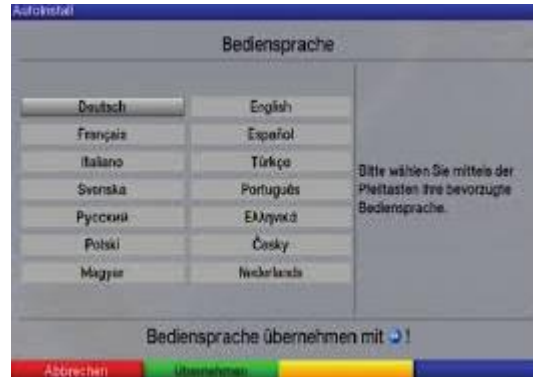 AutoInstall
Bediensprache
Deutsch English
Français Español
Italiano Türkçe
Svenska Português
Русский Ελληνικά
Polski Česky
Magyar Nederlands
Bitte wählen Sie mittels der
Pfeiltasten Ihre bevorzugte
Bediensprache.
Bediensprache übernehmen mit !
Abbrechen Übernehmen